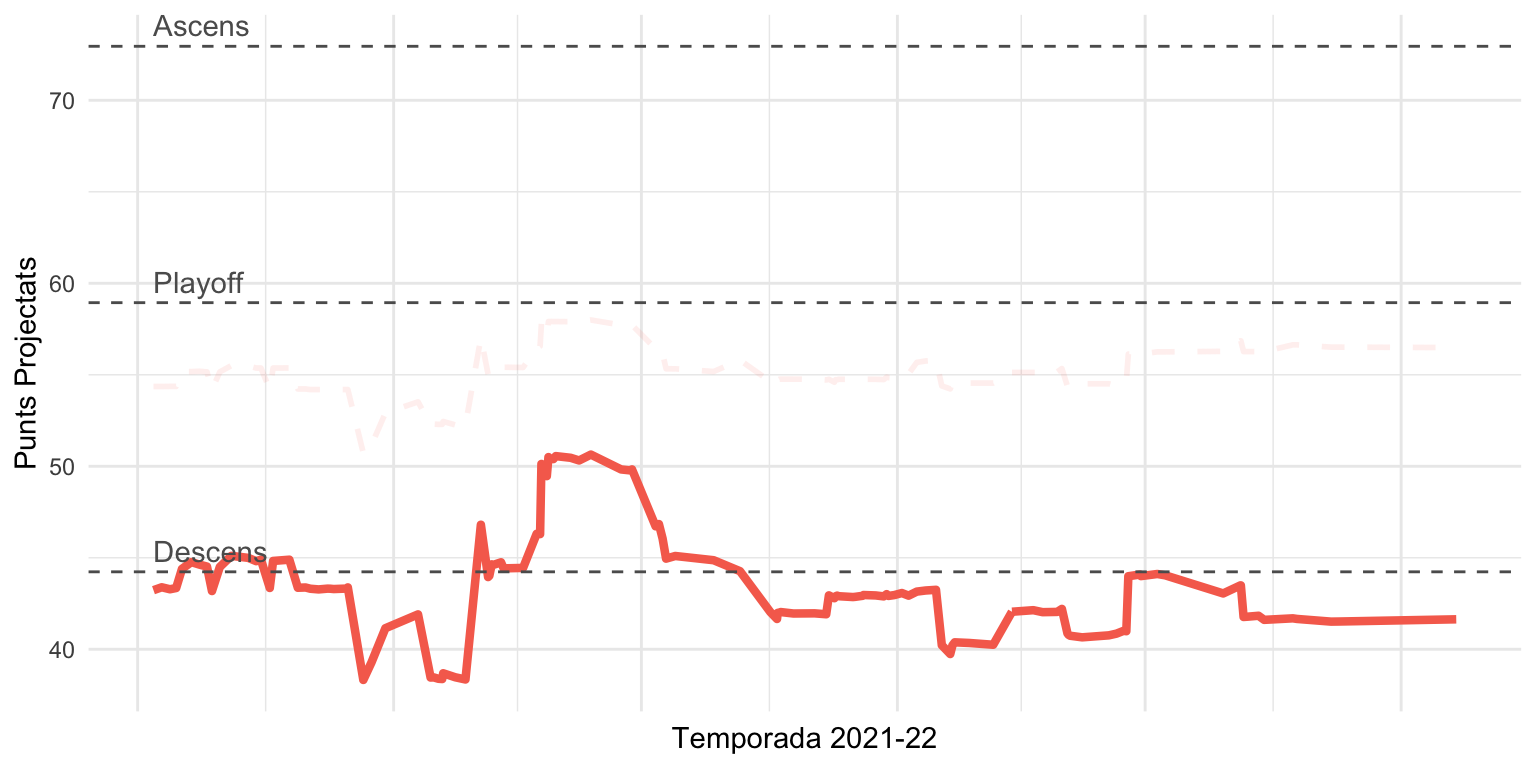 Ascens
70
Playoff
60
Punts Projectats
50
Descens
40
Temporada 2021-22